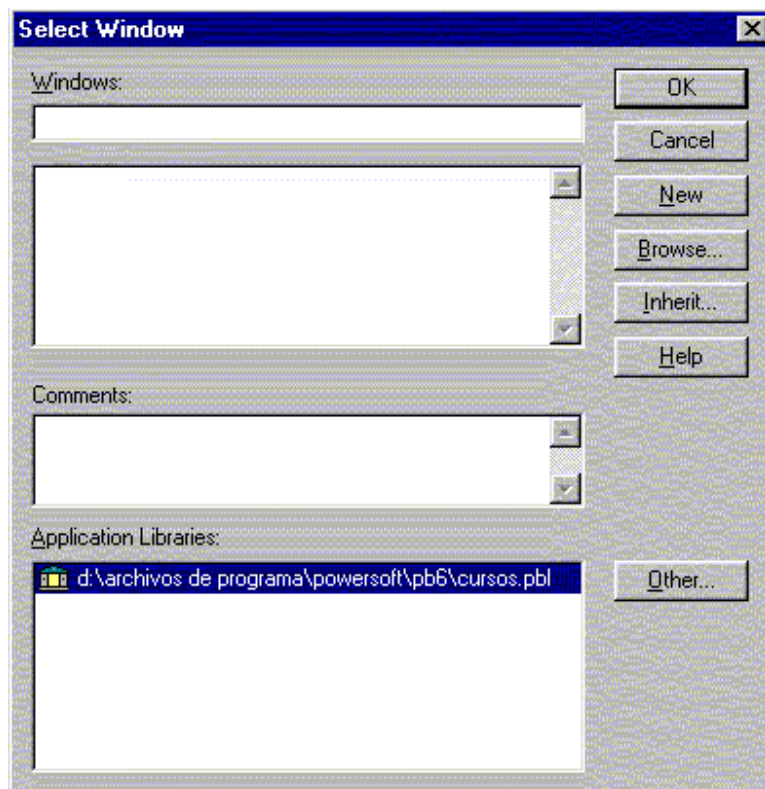 Select Window
Windows:
OK
Cancel
New
Browse...
Inherit...
Help
Comments:
Application Libraries:
d:\archivos de programa\powersoft\pb6\cursos.pbl
Other...